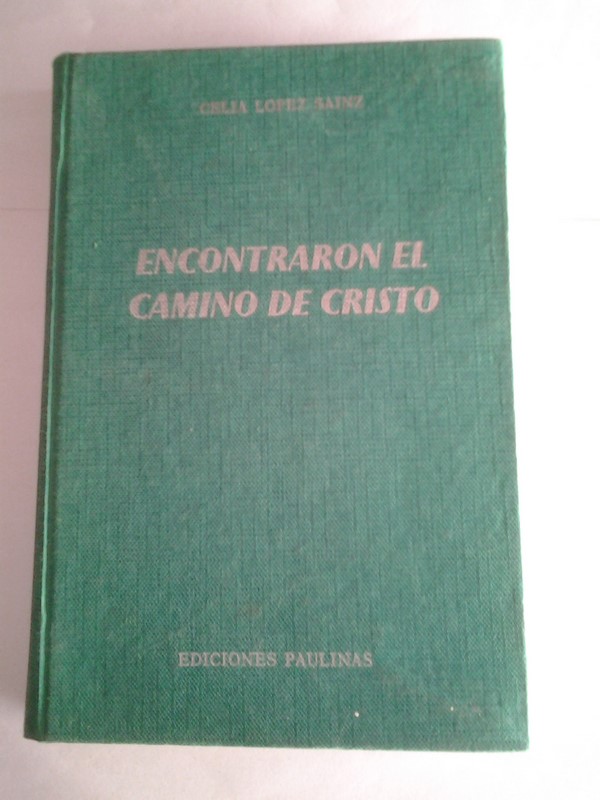 CELIA LOPEZ SAINZ
ENCONTRARON EL
CAMINO DE CRISTO
EDICIONES PAULINAS